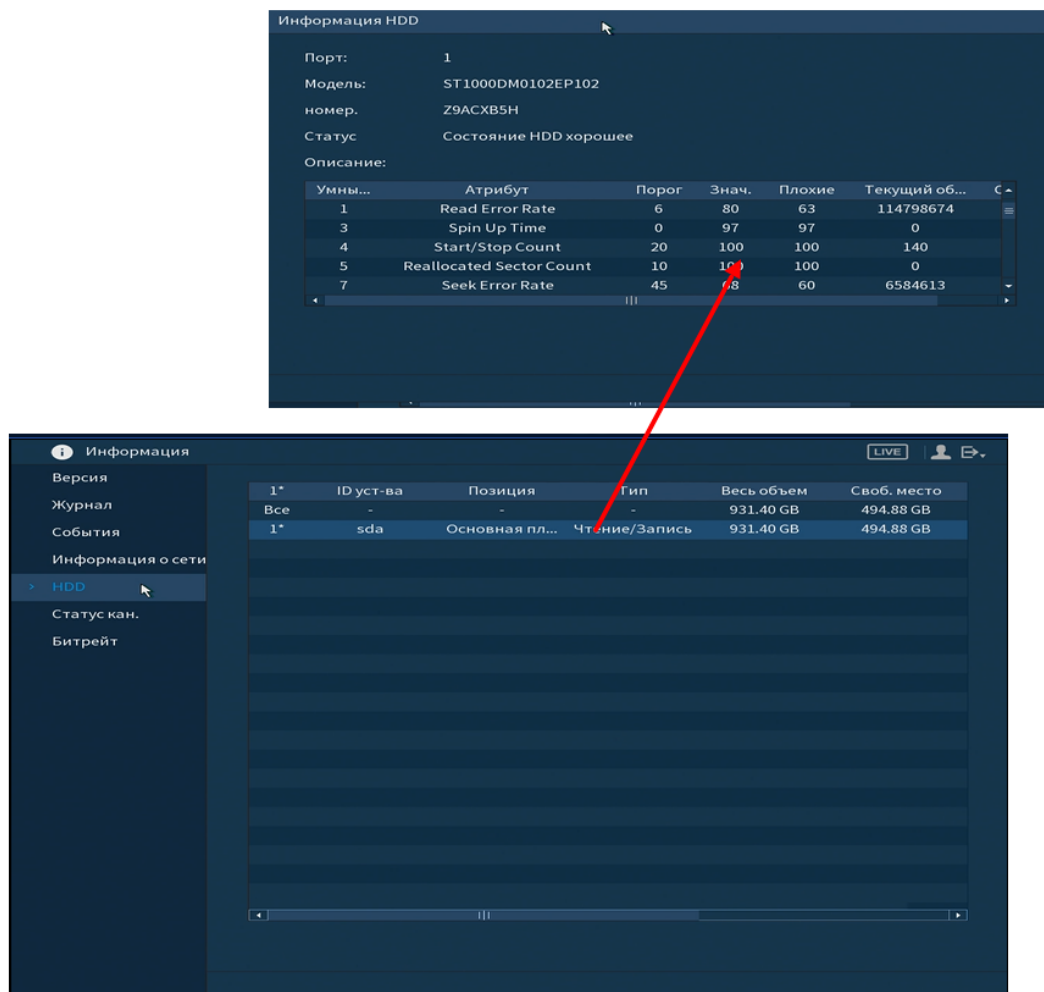 Информация HDD
Порт: 1
Модель: ST1000DM0102EP102
номер. Z9ACXB5H
Статус Состояние HDD хорошее
Описание:
Умны... Атрибут Порог Знач. Плохие Текущий об... С
1 Read Error Rate 6 80 63 114798674
3 Spin Up Time 0 97 97 0
4 Start/Stop Count 20 100 100 140
5 Reallocated Sector Count 10 100 100 0
7 Seek Error Rate 45 68 60 6584613
Информация LIVE
Версия
Журнал
События
Информация о сети
> HDD
Статус кан.
Битрейт
1* ID уст-ва Позиция Тип Весь объем Своб. место
Все - - - 931.40 GB 494.88 GB
1* sda Основная пл... Чтение/Запись 931.40 GB 494.88 GB